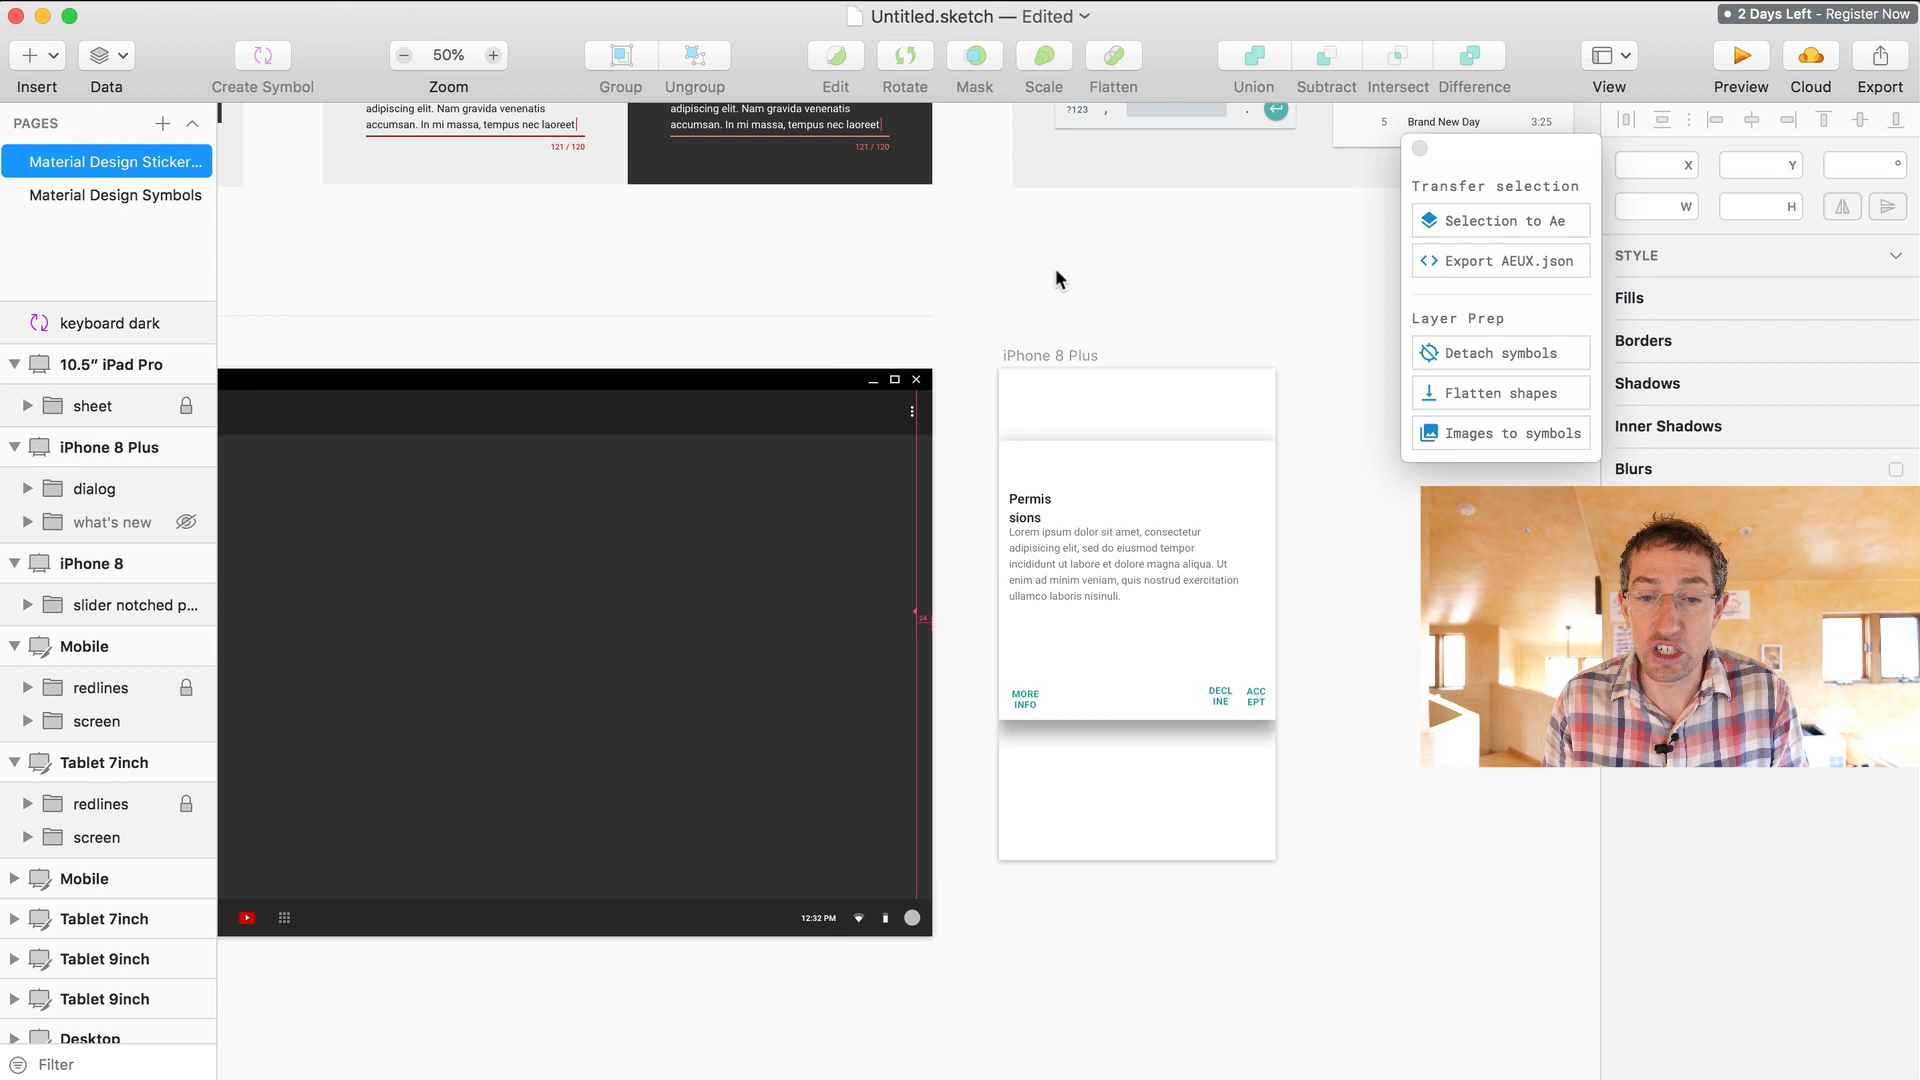 Untitled.sketch — Edited
2 Days Left - Register Now
50%
Insert
Data
Create Symbol
Zoom
Group
Ungroup
Edit
Rotate
Mask
Scale
Flatten
Union
Subtract
Intersect
Difference
View
Preview
Cloud
Export
PAGES
Material Design Sticker...
Material Design Symbols
keyboard dark
10.5” iPad Pro
sheet
iPhone 8 Plus
dialog
what's new
iPhone 8
slider notched p...
Mobile
redlines
screen
Tablet 7inch
redlines
screen
Mobile
Tablet 7inch
Tablet 9inch
Tablet 9inch
Desktop
Filter
adipiscing elit. Nam gravida venenatis
accumsan. In mi massa, tempus nec laoreet
121 / 120
adipiscing elit. Nam gravida venenatis
accumsan. In mi massa, tempus nec laoreet
121 / 120
?123 , .
5 Brand New Day 3:25
24
12:32 PM
iPhone 8 Plus
Permis
sions
Lorem ipsum dolor sit amet, consectetur
adipisicing elit, sed do eiusmod tempor
incididunt ut labore et dolore magna aliqua. Ut
enim ad minim veniam, quis nostrud exercitation
ullamco laboris nisinuli.
MORE
INFO
DECL
INE
ACC
EPT
Transfer selection
Selection to Ae
Export AEUX.json
Layer Prep
Detach symbols
Flatten shapes
Images to symbols
X
Y
°
W
H
STYLE
Fills
Borders
Shadows
Inner Shadows
Blurs